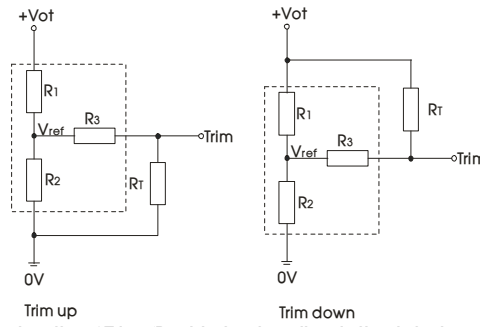 +Vot
+Vot
R1
R3
Vref
Trim
R2
RT
0V
Trim up
R1
RT
R3
Vref
Trim
R2
0V
Trim down